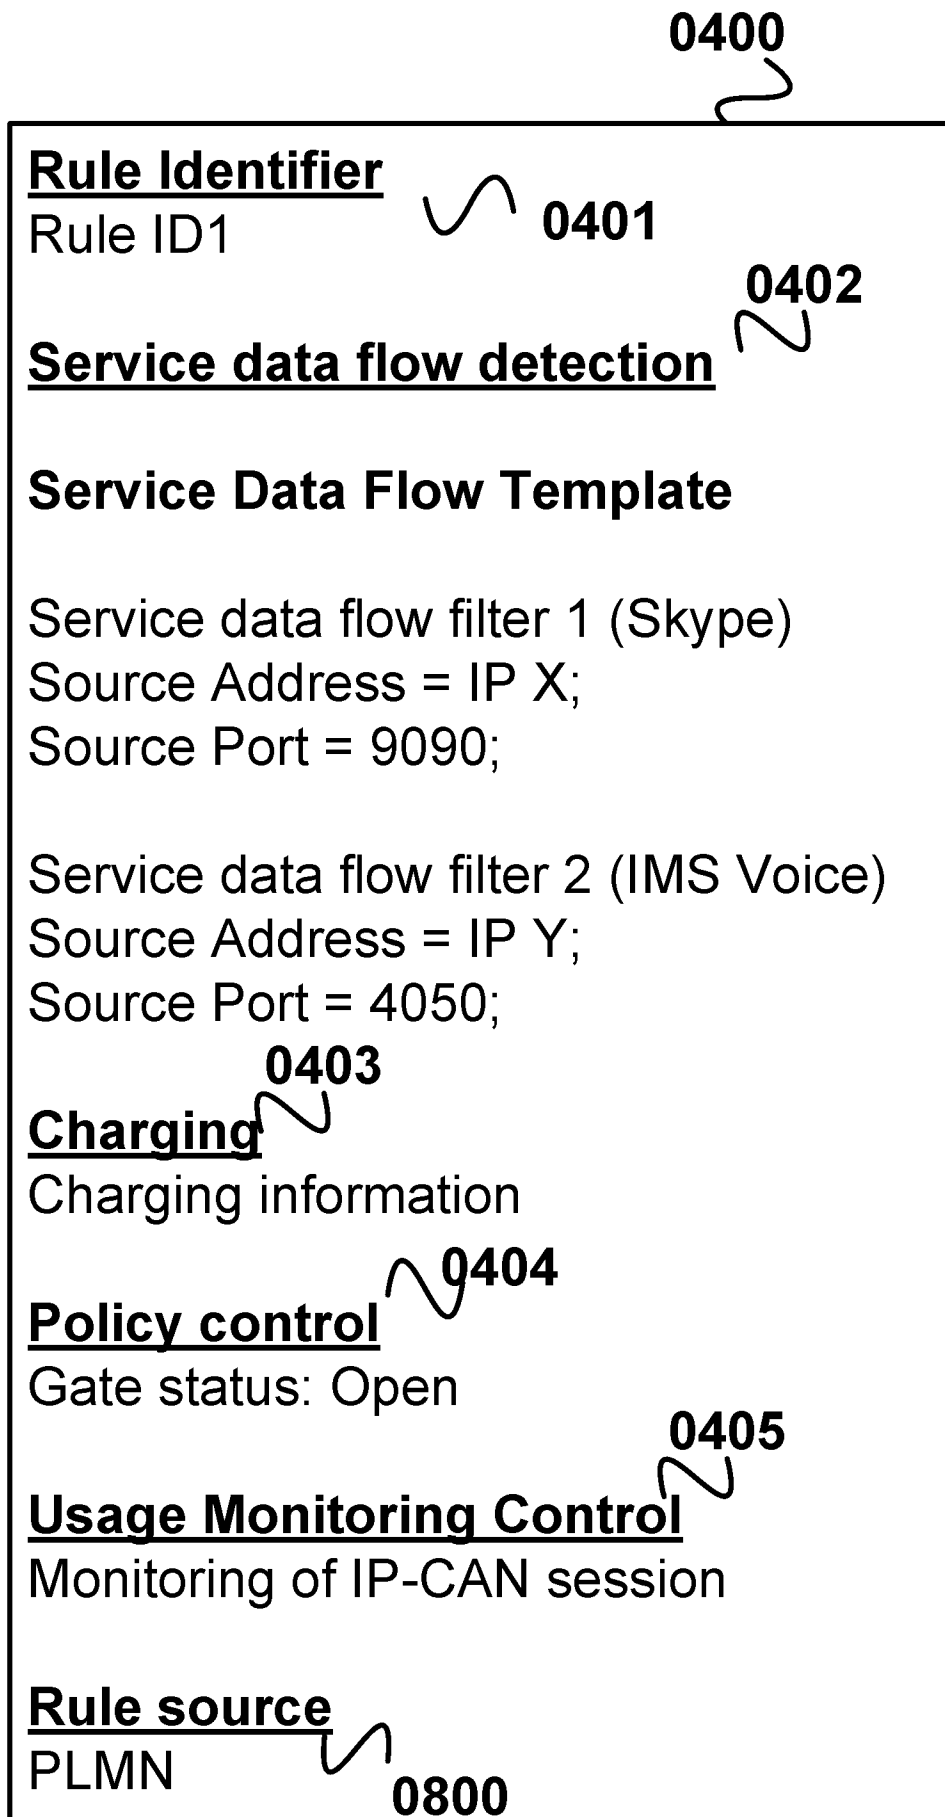 0400
Rule Identifier
Rule ID1
0401
0402
Service data flow detection
Service Data Flow Template
Service data flow filter 1 (Skype)
Source Address = IP X;
Source Port = 9090;
Service data flow filter 2 (IMS Voice)
Source Address = IP Y;
Source Port = 4050;
0403
Charging
Charging information
0404
Policy control
Gate status: Open
0405
Usage Monitoring Control
Monitoring of IP-CAN session
Rule source
PLMN
0800